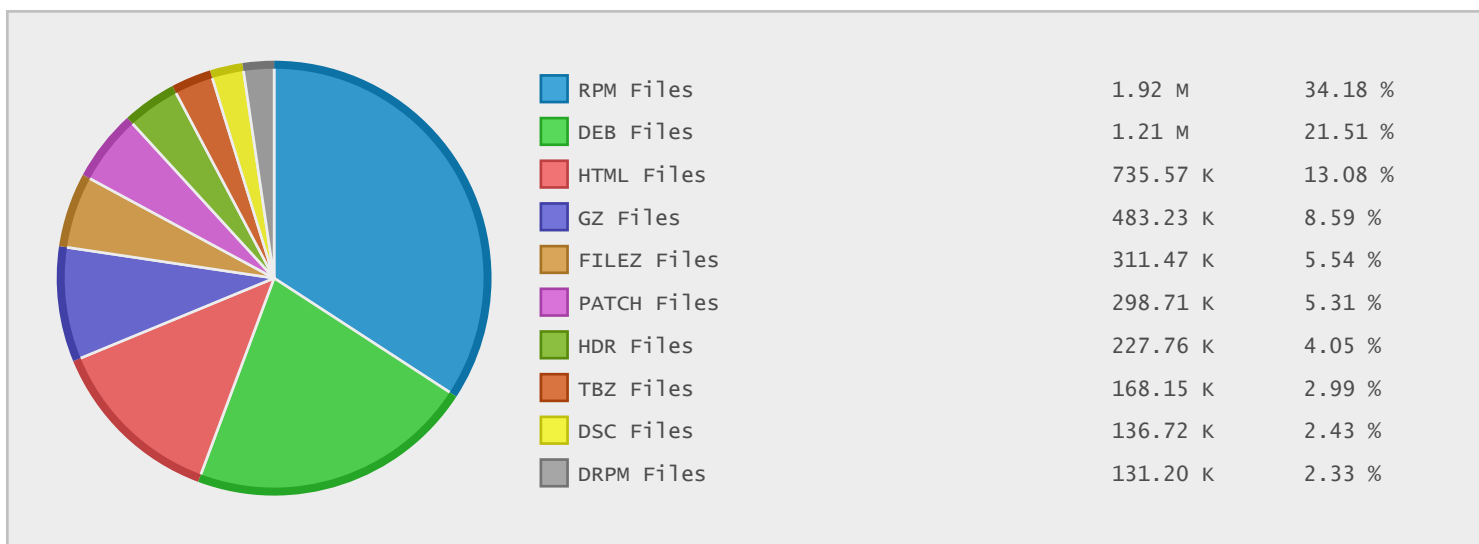 RPM Files 1.92 M 34.18 %
DEB Files 1.21 M 21.51 %
HTML Files 735.57 K 13.08 %
GZ Files 483.23 K 8.59 %
FILEZ Files 311.47 K 5.54 %
PATCH Files 298.71 K 5.31 %
HDR Files 227.76 K 4.05 %
TBZ Files 168.15 K 2.99 %
DSC Files 136.72 K 2.43 %
DRPM Files 131.20 K 2.33 %